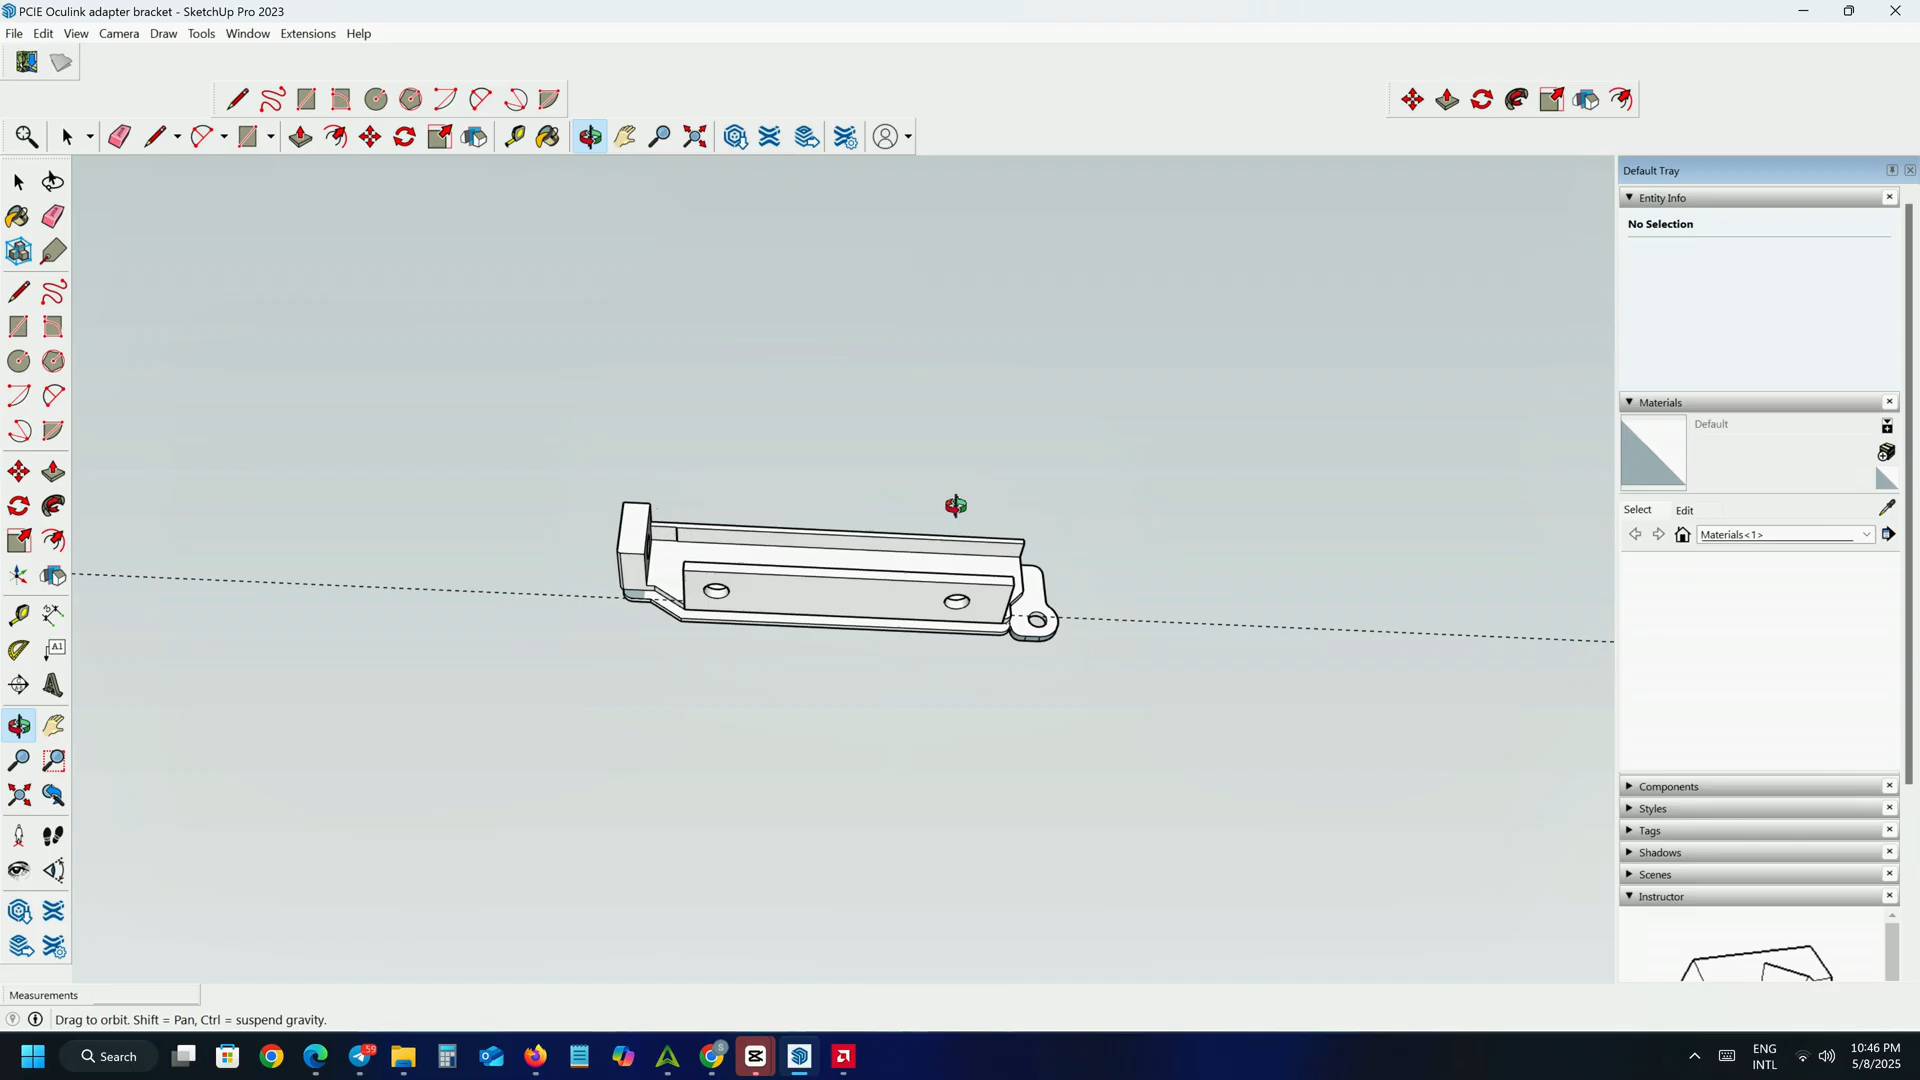 PCIE Oculink adapter bracket - SketchUp Pro 2023
File Edit View Camera Draw Tools Window Extensions Help
Default Tray
Entity Info
No Selection
Materials
Default
Select Edit
Materials<1>
Components
Styles
Tags
Shadows
Scenes
Instructor
A1
Measurements
Drag to orbit. Shift = Pan, Ctrl = suspend gravity.
Search
59
S
ENG
INTL
10:46 PM
5/8/2025